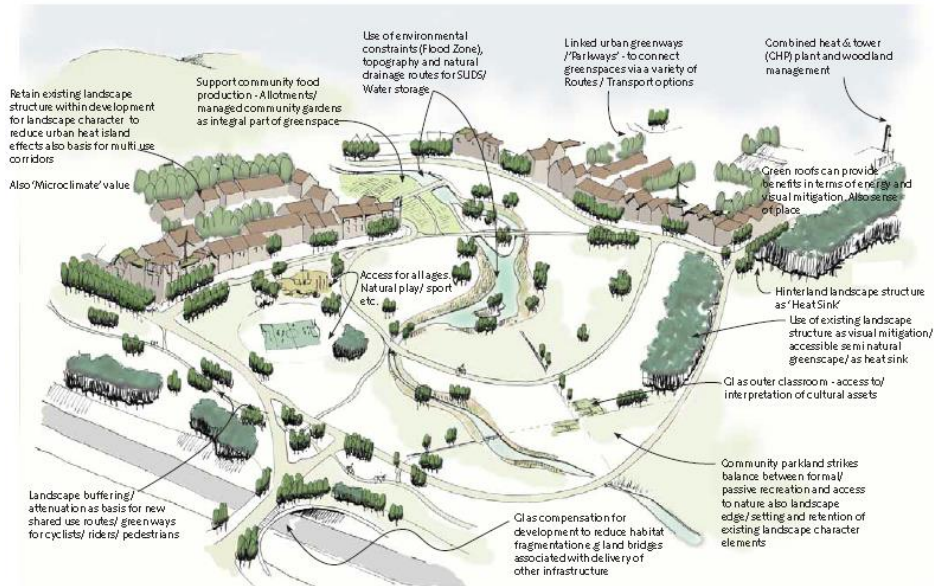 Use of environmental
constraints (Flood Zone),
topography and natural
drainage routes for SUDS/
Water storage
Linked urban greenways
/'Parkways' - to connect
greenspaces via a variety of
Routes / Transport options
Combined heat & tower
(CHP) plant and woodland
management
Support community food
production - Allotments/
managed community gardens
as integral part of greenspace
Retain existing landscape
structure within development
for landscape character to
reduce urban heat island
effects also basis for multi use
corridors
Also 'Microclimate' value
Green roofs can provide
benefits in terms of energy and
visual mitigation. Also sense
of place
Access for all ages.
Natural play/ sport
etc.
Hinterland landscape structure
as 'Heat Sink'
Use of existing landscape
structure as visual mitigation/
accessible semi natural
greenscape/ as heat sink
GI as outer classroom - access to/
interpretation of cultural assets
Community parkland strikes
balance between formal/
passive recreation and access
to nature also landscape
edge/setting and retention of
existing landscape character
elements
Landscape buffering/
attenuation as basis for new
shared use routes/ greenways
for cyclists/ riders/ pedestrians
GI as compensation for
development to reduce habitat
fragmentation e.g land bridges
associated with delivery of
other infrastructure